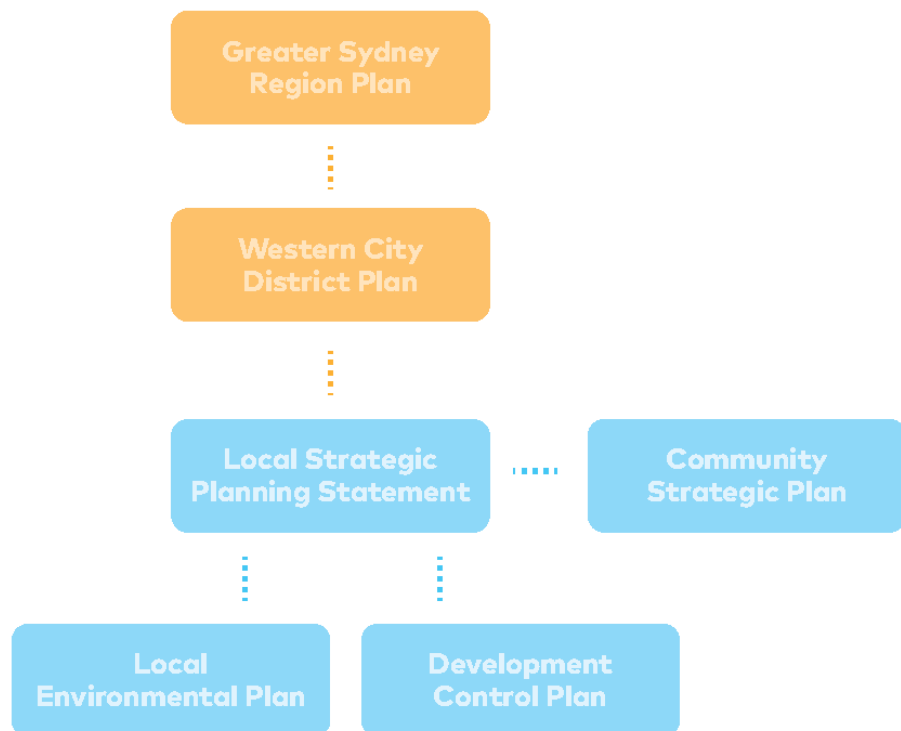 Greater Sydney
Region Plan
Western City
District Plan
Local Strategic
Planning Statement
Community
Strategic Plan
Local
Environmental Plan
Development
Control Plan